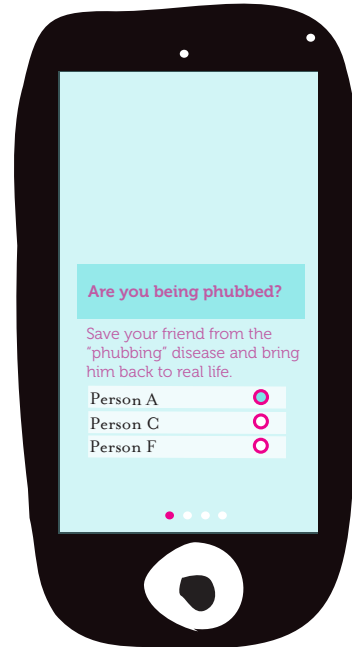 Are you being phubbed?
Save your friend from the
“phubbing” disease and bring
him back to real life.
Person A
Person C
Person F